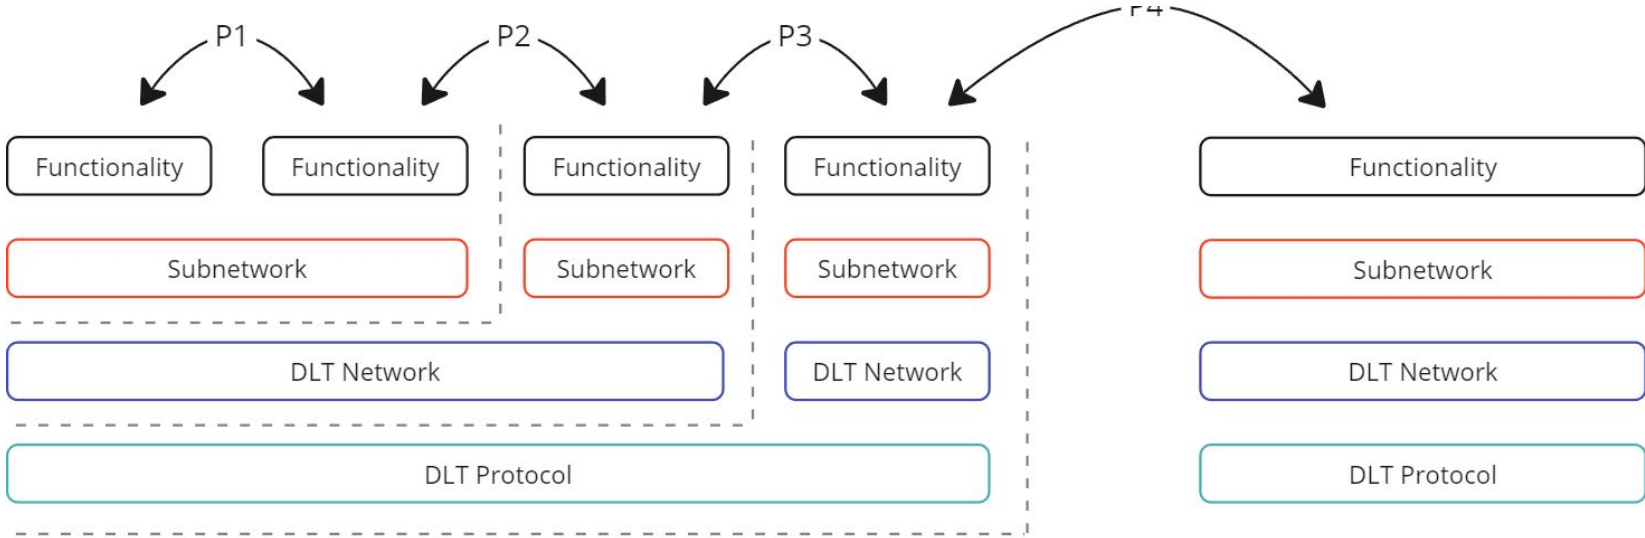 P1 P2 P3 P4
Functionality Functionality Functionality Functionality Functionality
Subnetwork Subnetwork Subnetwork Subnetwork
DLT Network DLT Network DLT Network
DLT Protocol DLT Protocol